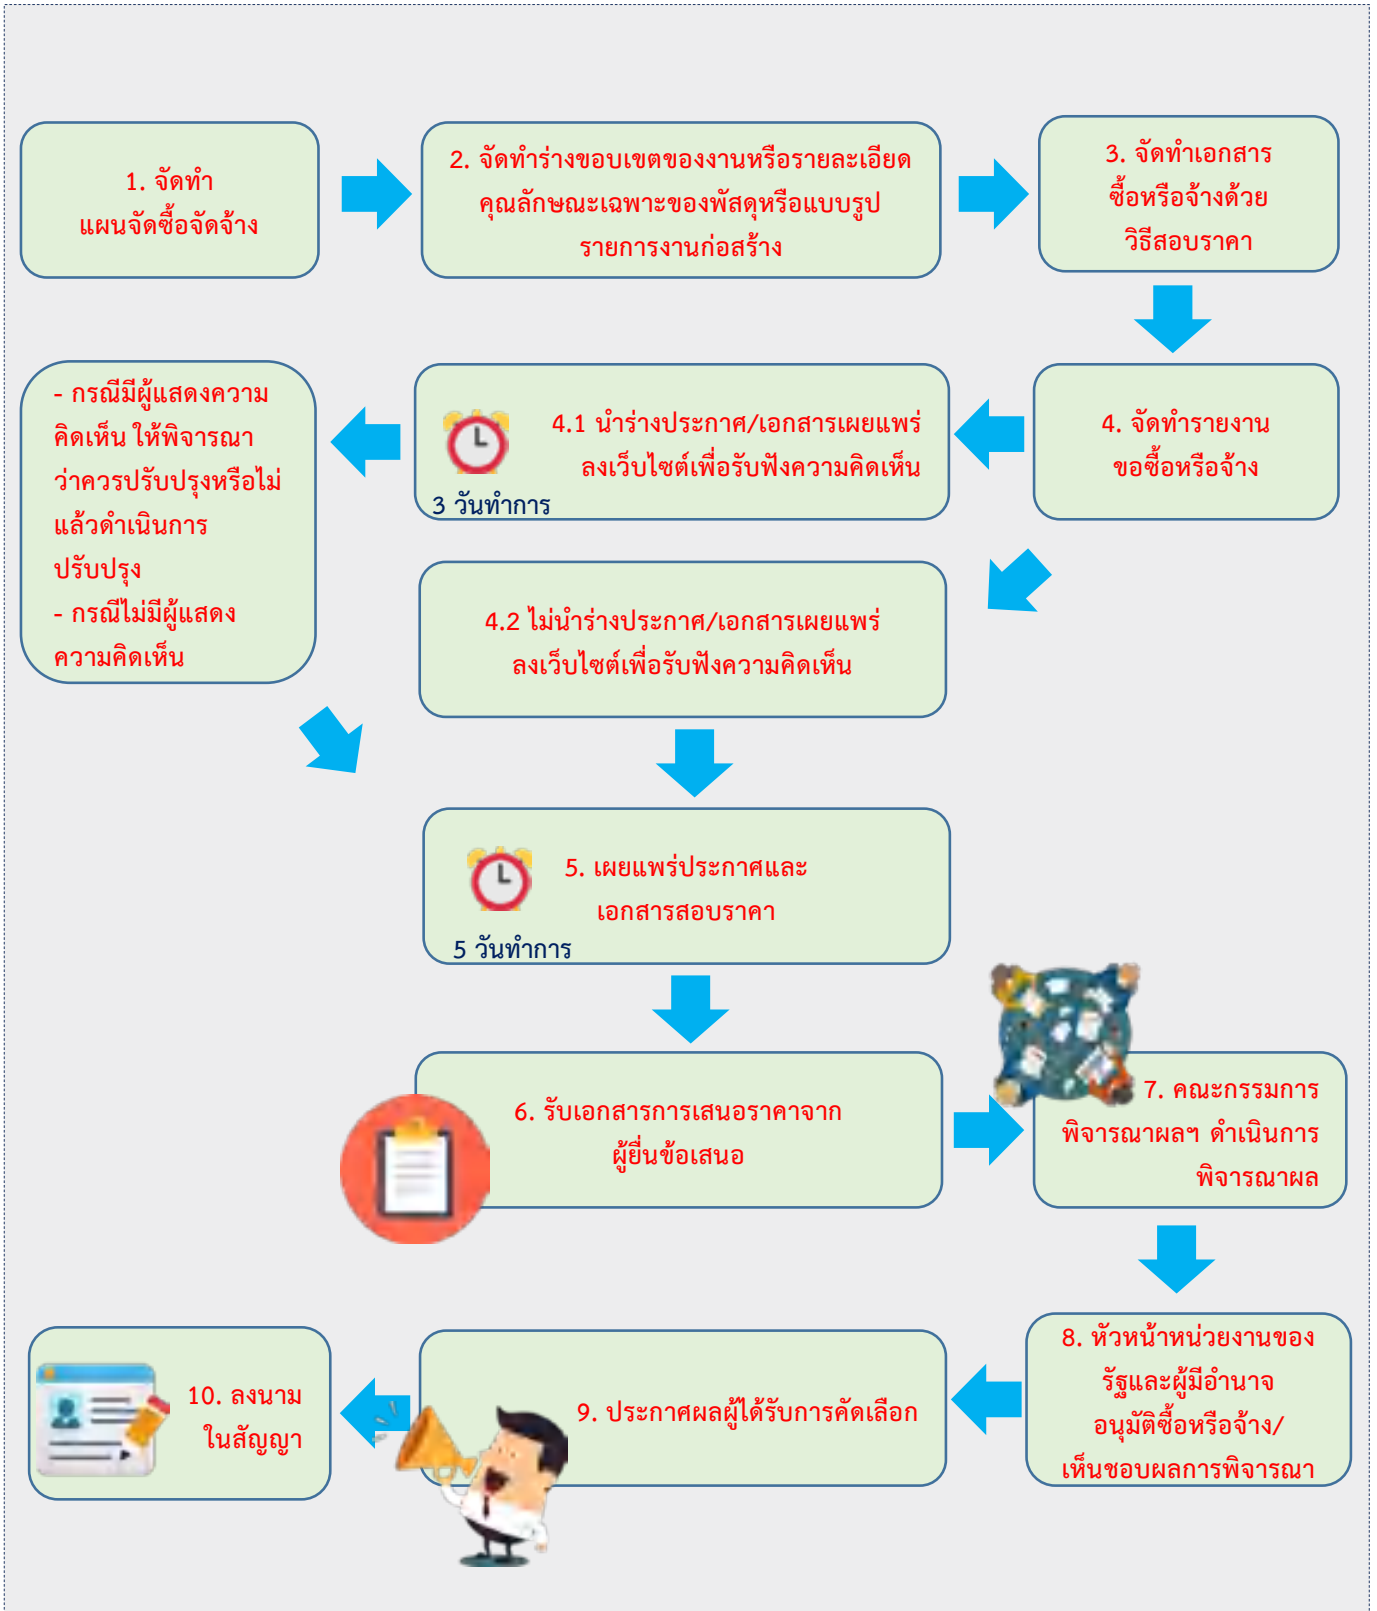 1. จัดทำ
แผนจัดซื้อจัดจ้าง
2. จัดทำร่างขอบเขตของงานหรือรายละเอียด
คุณลักษณะเฉพาะของพัสดุหรือแบบรูป
รายการงานก่อสร้าง
3. จัดทำเอกสาร
ซื้อหรือจ้างด้วย
วิธีสอบราคา
4. จัดทำรายงาน
ขอซื้อหรือจ้าง
4.1 นำร่างประกาศ/เอกสารเผยแพร่
ลงเว็บไซต์เพื่อรับฟังความคิดเห็น
3 วันทำการ
- กรณีมีผู้แสดงความ
คิดเห็น ให้พิจารณา
ว่าควรปรับปรุงหรือไม่
แล้วดำเนินการ
ปรับปรุง
- กรณีไม่มีผู้แสดง
ความคิดเห็น
4.2 ไม่นำร่างประกาศ/เอกสารเผยแพร่
ลงเว็บไซต์เพื่อรับฟังความคิดเห็น
5. เผยแพร่ประกาศและ
เอกสารสอบราคา
5 วันทำการ
6. รับเอกสารการเสนอราคาจาก
ผู้ยื่นข้อเสนอ
7. คณะกรรมการ
พิจารณาผลฯ ดำเนินการ
พิจารณาผล
8. หัวหน้าหน่วยงานของ
รัฐและผู้มีอำนาจ
อนุมัติซื้อหรือจ้าง/
เห็นชอบผลการพิจารณา
9. ประกาศผลผู้ได้รับการคัดเลือก
10. ลงนาม
ในสัญญา